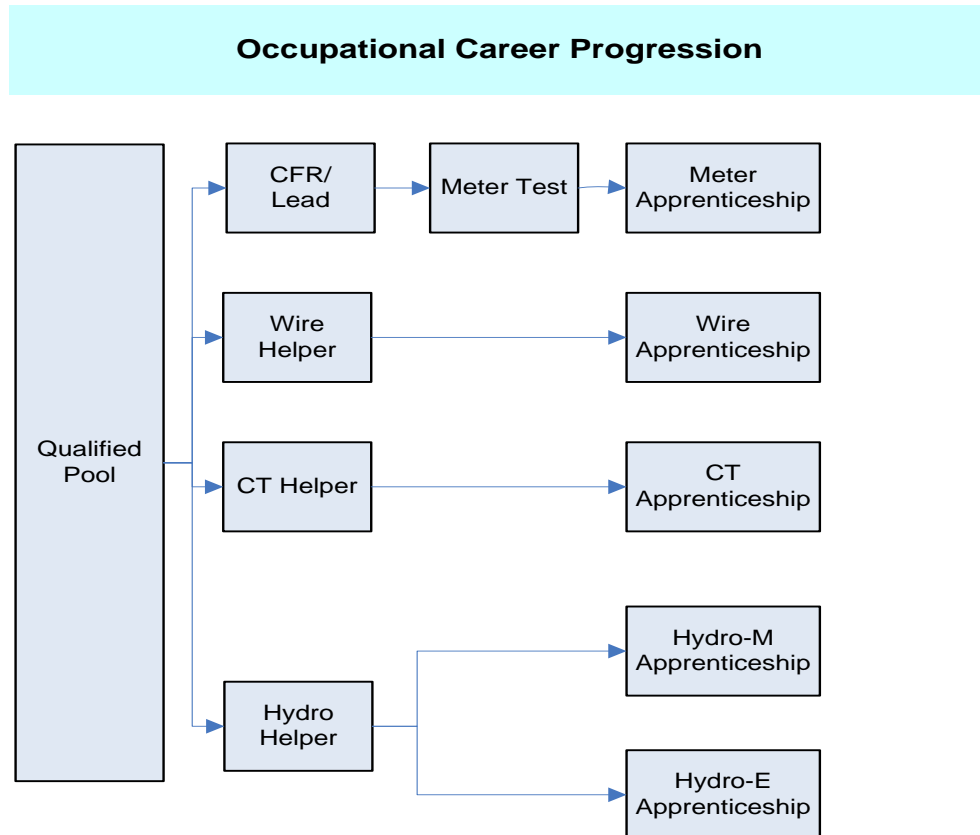 Occupational Career Progression
CFR/
Lead
Meter Test
Meter
Apprenticeship
Wire
Helper
Wire
Apprenticeship
Qualified
Pool
CT Helper
CT
Apprenticeship
Hydro-M
Apprenticeship
Hydro
Helper
Hydro-E
Apprenticeship